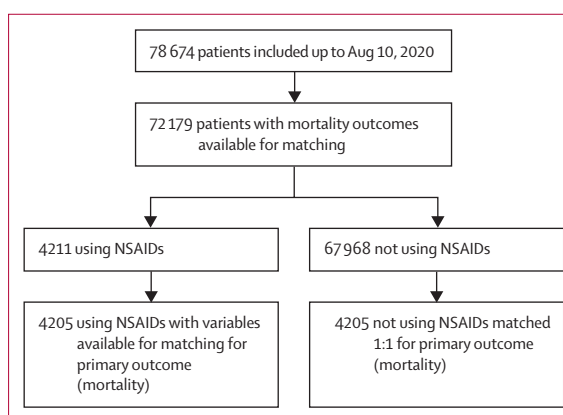 78 674 patients included up to Aug 10, 2020
72 179 patients with mortality outcomes
available for matching
4211 using NSAIDs
67 968 not using NSAIDs
4205 using NSAIDs with variables
available for matching for
primary outcome
(mortality)
4205 not using NSAIDs matched
1:1 for primary outcome
(mortality)